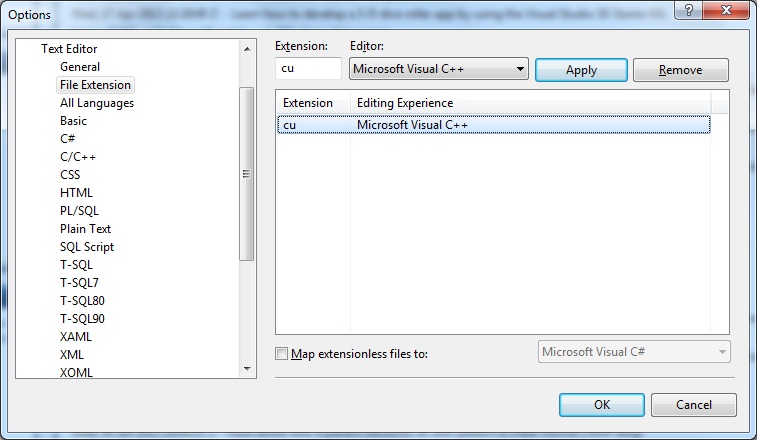 Options
Text Editor
General
File Extension
All Languages
Basic
C#
C/C++
CSS
HTML
PL/SQL
Plain Text
SQL Script
T-SQL
T-SQL7
T-SQL80
T-SQL90
XAML
XML
XOML
Extension: Editor:
cu Microsoft Visual C++ Apply Remove
Extension Editing Experience
cu Microsoft Visual C++
Map extensionless files to: Microsoft Visual C#
OK Cancel